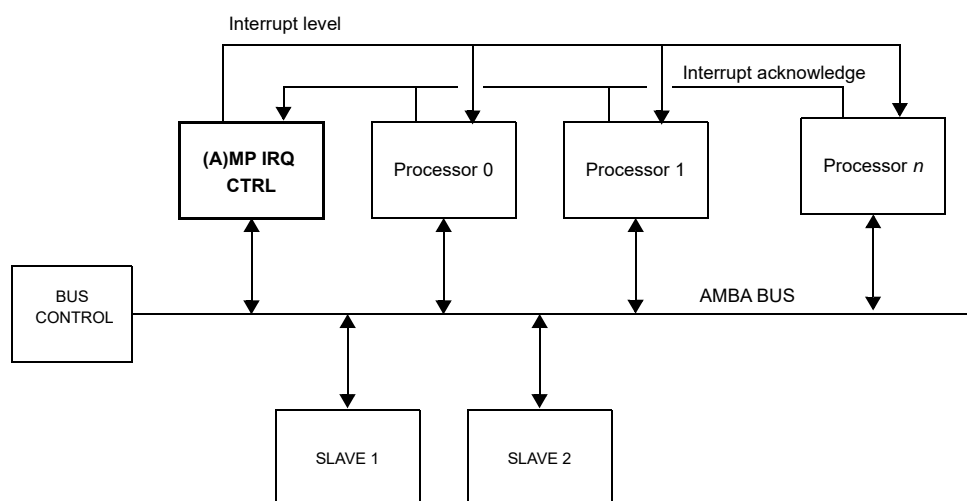 Interrupt level
Interrupt acknowledge
(A)MP IRQ
CTRL
Processor 0
Processor 1
Processor n
BUS
CONTROL
AMBA BUS
SLAVE 1
SLAVE 2